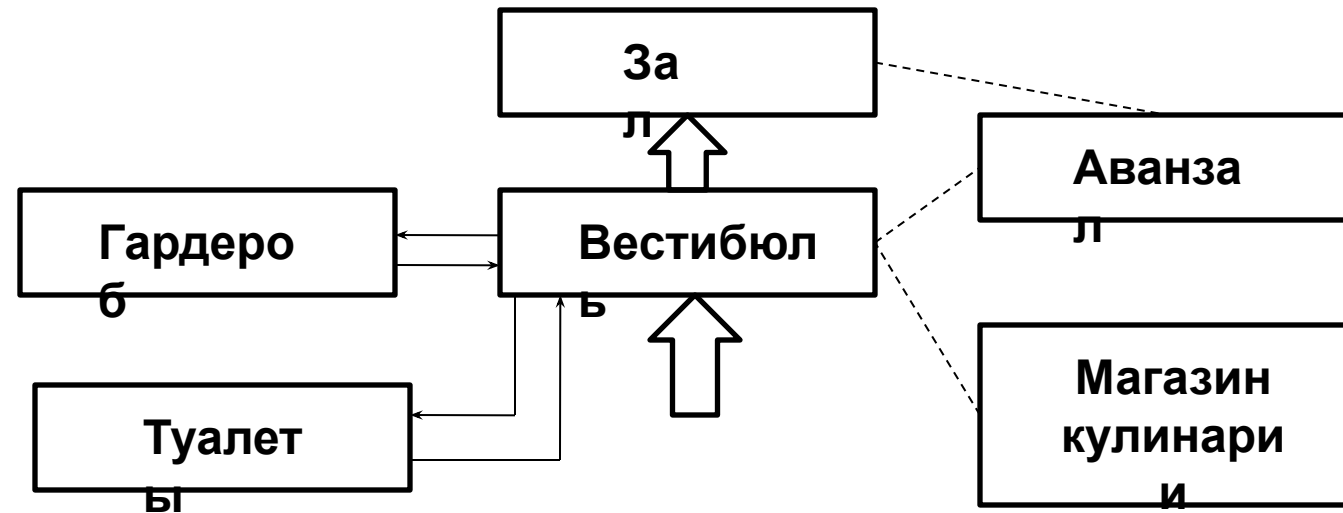 За
л
Аванза
л
Гардеро
б
Вестибюл
ь
Магазин
кулинари
и
Туалет
ы